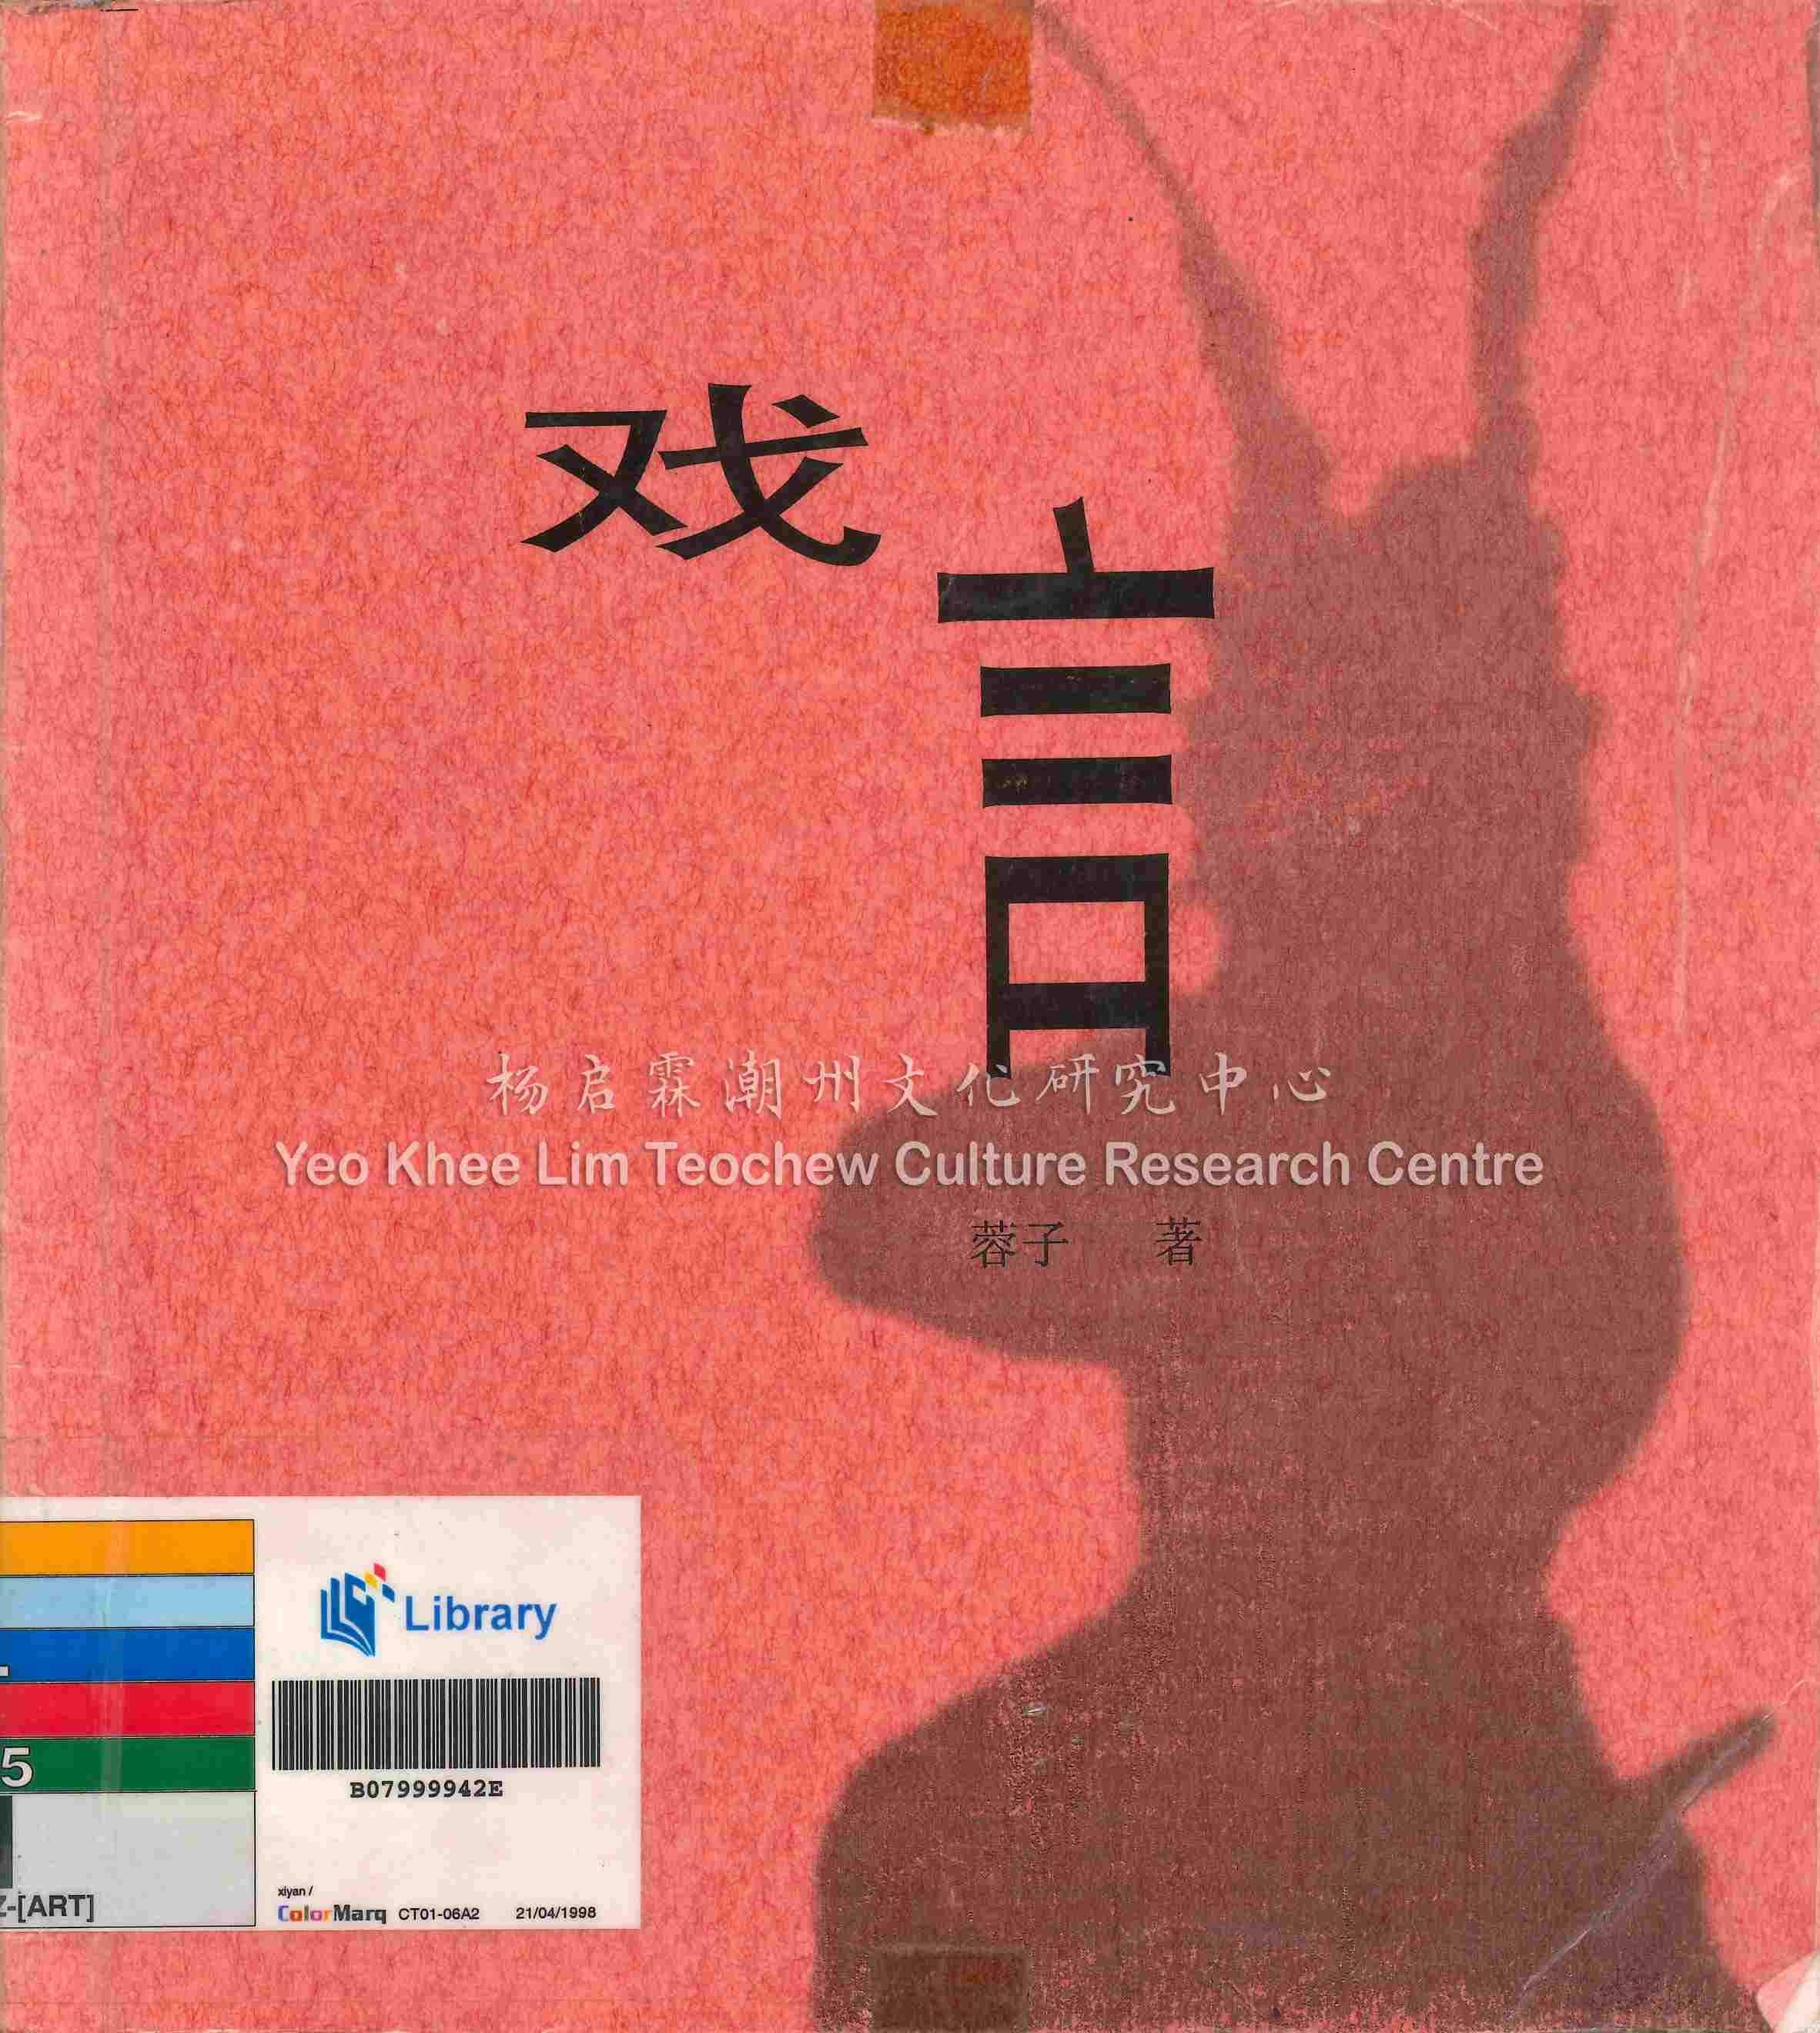 戏言
杨启霖潮州文化研究中心
Yeo Khee Lim Teochew Culture Research Centre
蓉子 著
Library
5
B07999942E
xiyan /
Z-[ART]
ColorMarq CT01-06A2 21/04/1998